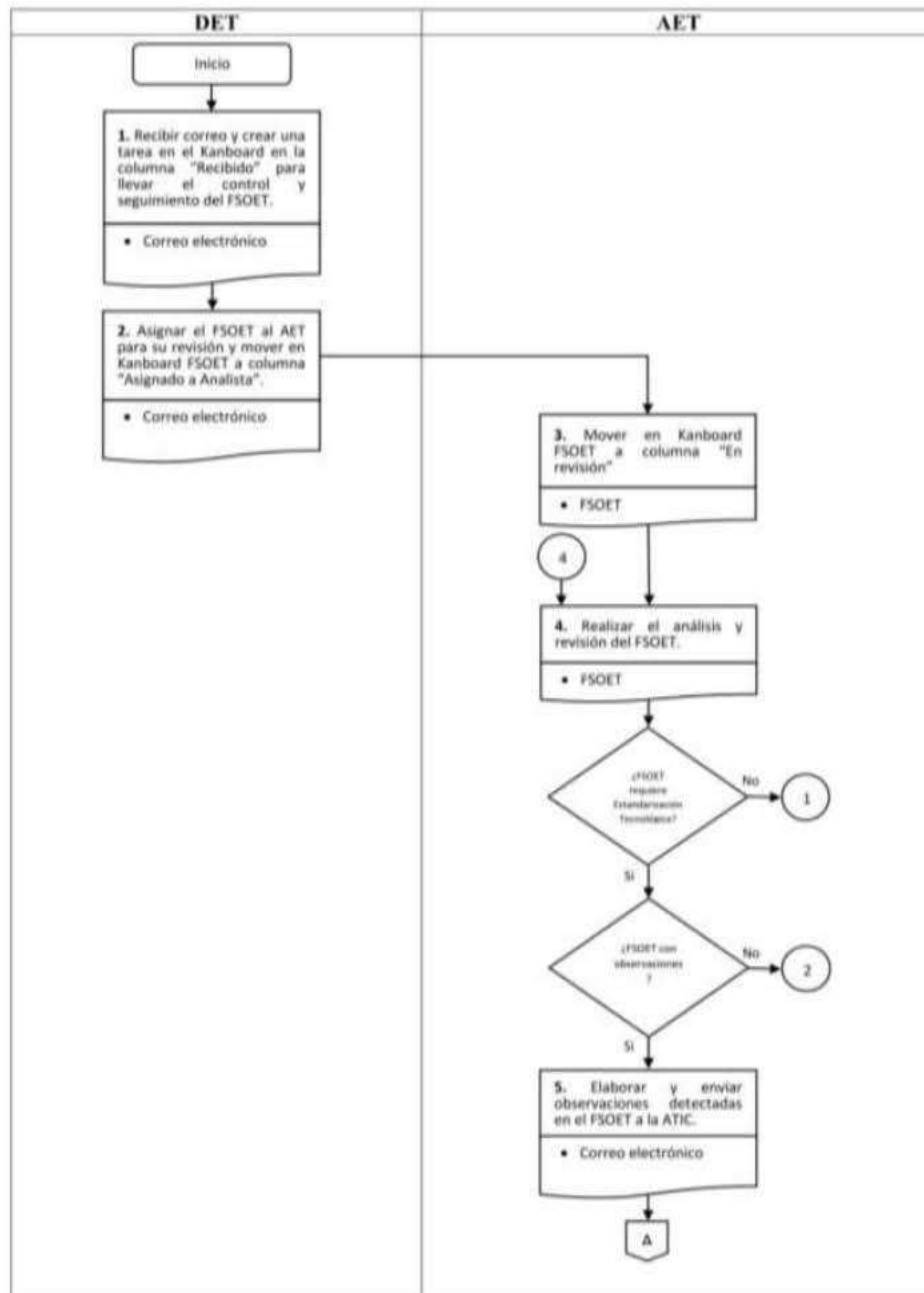 DET
AET
Inicio
1. Recibir correo y crear una
tarea en el Kanboard en la
columna "Recibido" para
llevar el control y
seguimiento del FSOET.
• Correo electrónico
2. Asignar el FSOET al AET
para su revisión y mover en
Kanboard FSOET a columna
"Asignado a Analista".
• Correo electrónico
3. Mover en Kanboard
FSOET a columna "En
revisión"
• FSOET
4
4. Realizar el análisis y
revisión del FSOET.
• FSOET
¿FSOET
requiere
Estandarización
Tecnológica?
No
1
Si
¿FSOET con
observaciones
?
No
2
Si
5. Elaborar y enviar
observaciones detectadas
en el FSOET a la ATIC.
• Correo electrónico
A